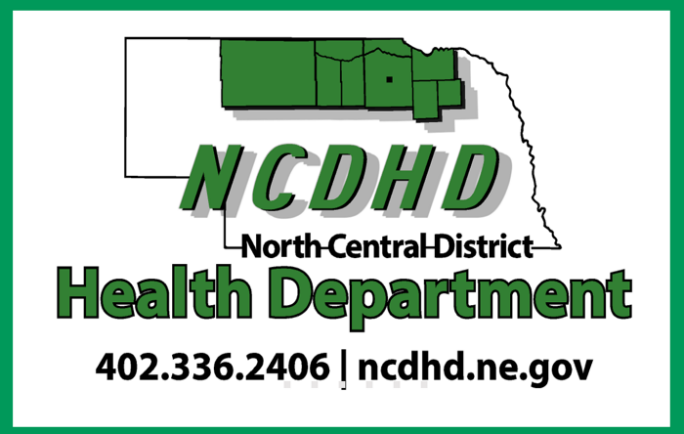 NCDHD
North-Central-District
Health Department
402.336.2406 | ncdhd.ne.gov